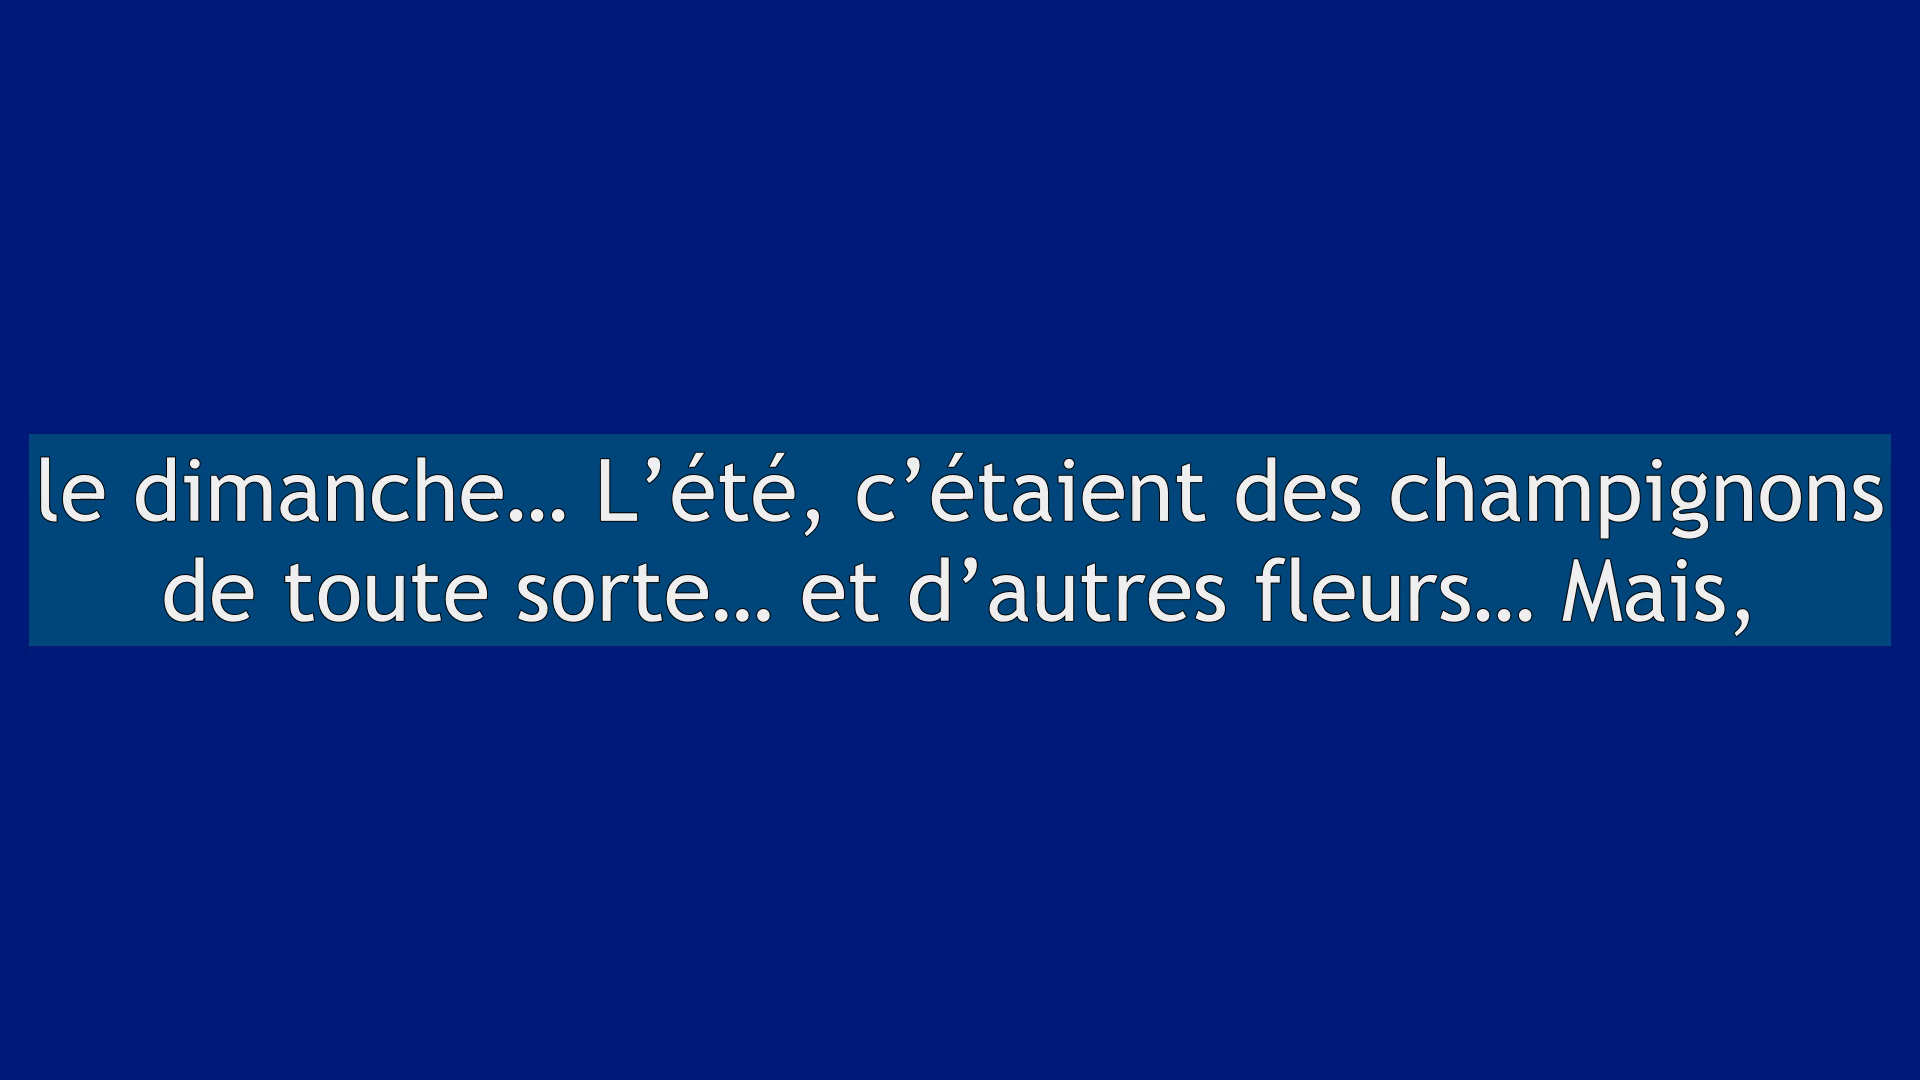 le dimanche… L’été, c’étaient des champignons
de toute sorte… et d’autres fleurs… Mais,